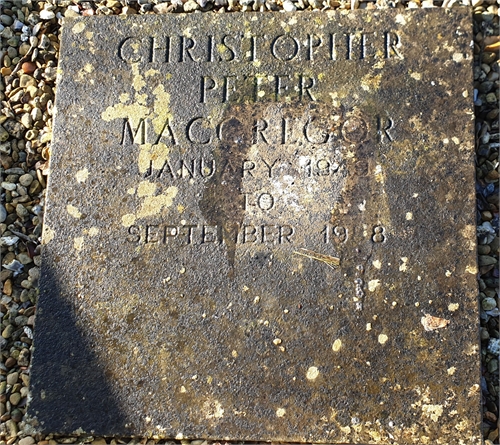 CHRISTOPHER
PETER
MACGREGOR
JANUARY
TO
SEPTEMBER